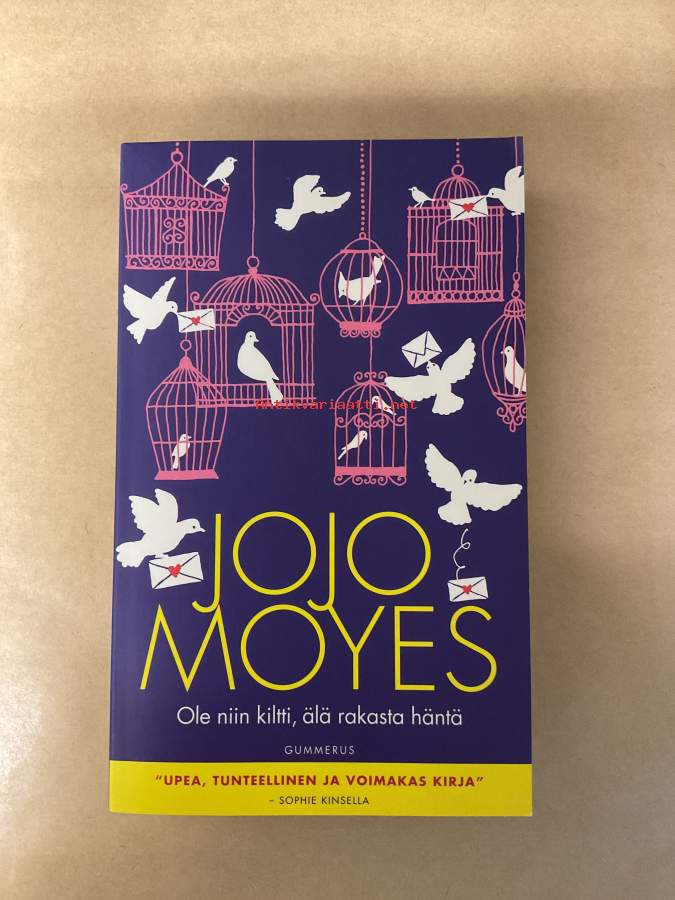 Antikvariaatti.net
JOJO
MOYES
Ole niin kiltti, älä rakasta häntä
GUMMERUS
"UPEA, TUNTEELLINEN JA VOIMAKAS KIRJA"
– SOPHIE KINSELLA